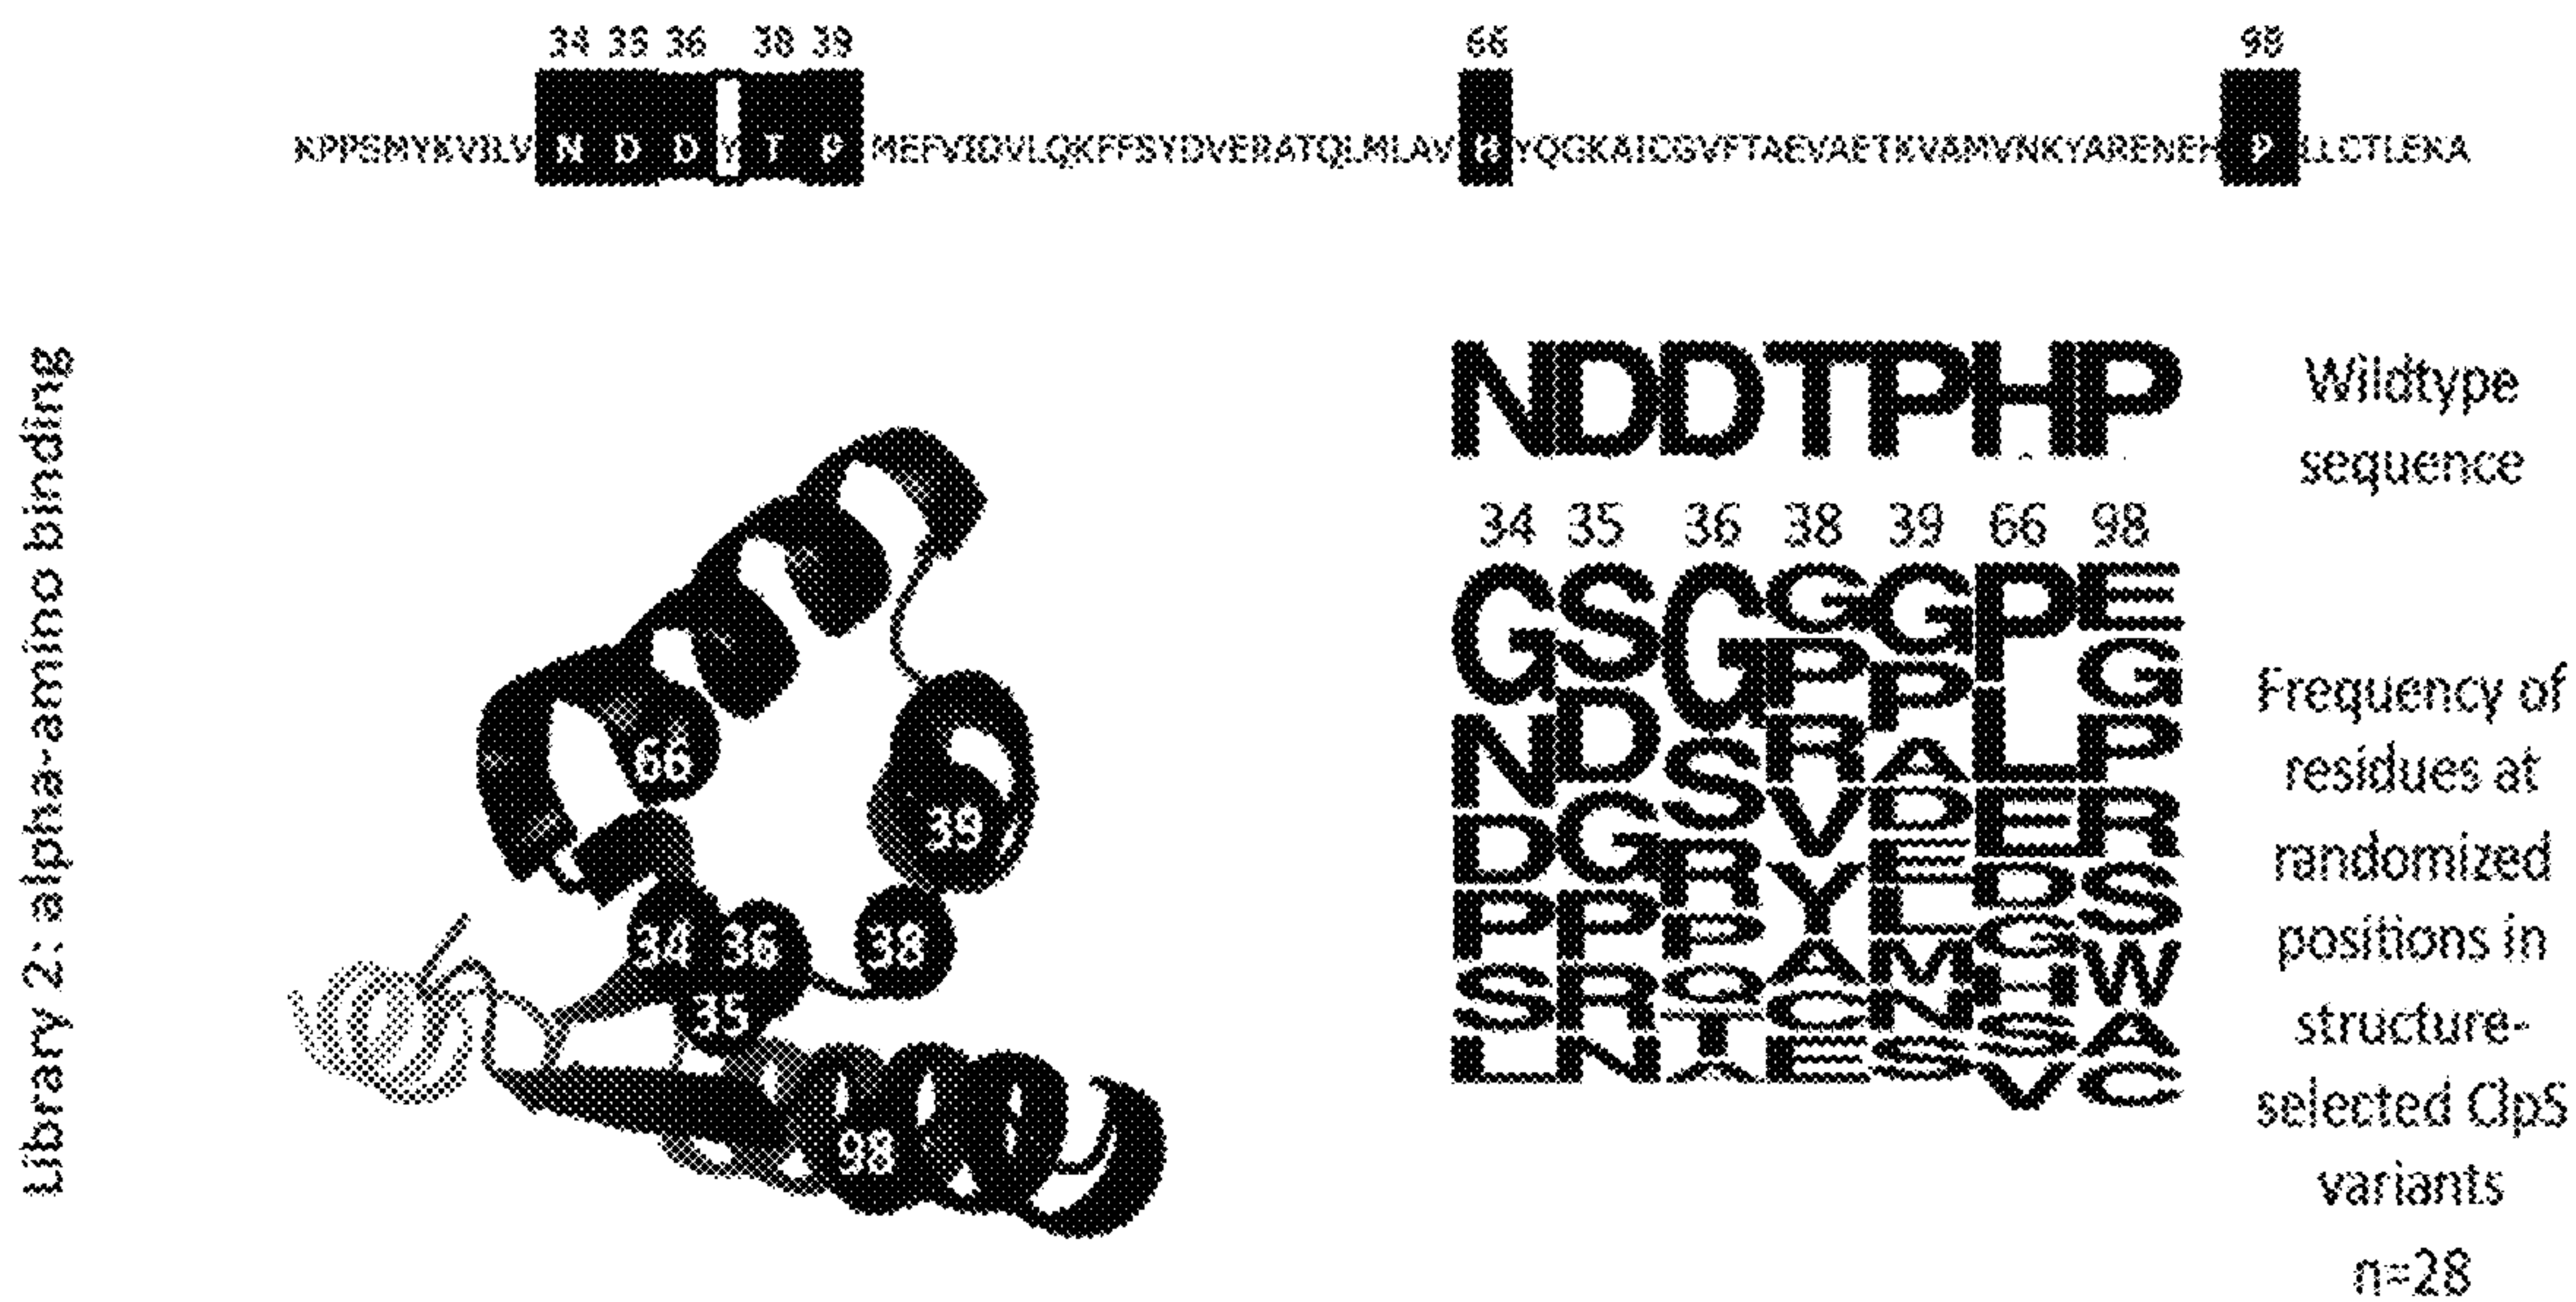 34 35 36 38 39 66 98
KPPSMYKVILV N D D Y T P MEFVIDVLQKFFSYDVERATQLMLAV H YQGKAICGVFTAEVAETKVAMVNKYARENEH P LLCTLEKA
Library 2: alpha-amino binding
66
39
34 36 38
35
98
NDDTPHP
Wildtype
sequence
34 35 36 38 39 66 98
G S G G G P E
N D S P P L G
D G R R A E P
P P P V D D R
S R Q Y E G S
L N T A L H W
A C M S A
E N V C
S
Frequency of
residues at
randomized
positions in
structure-
selected ClpS
variants
n=28